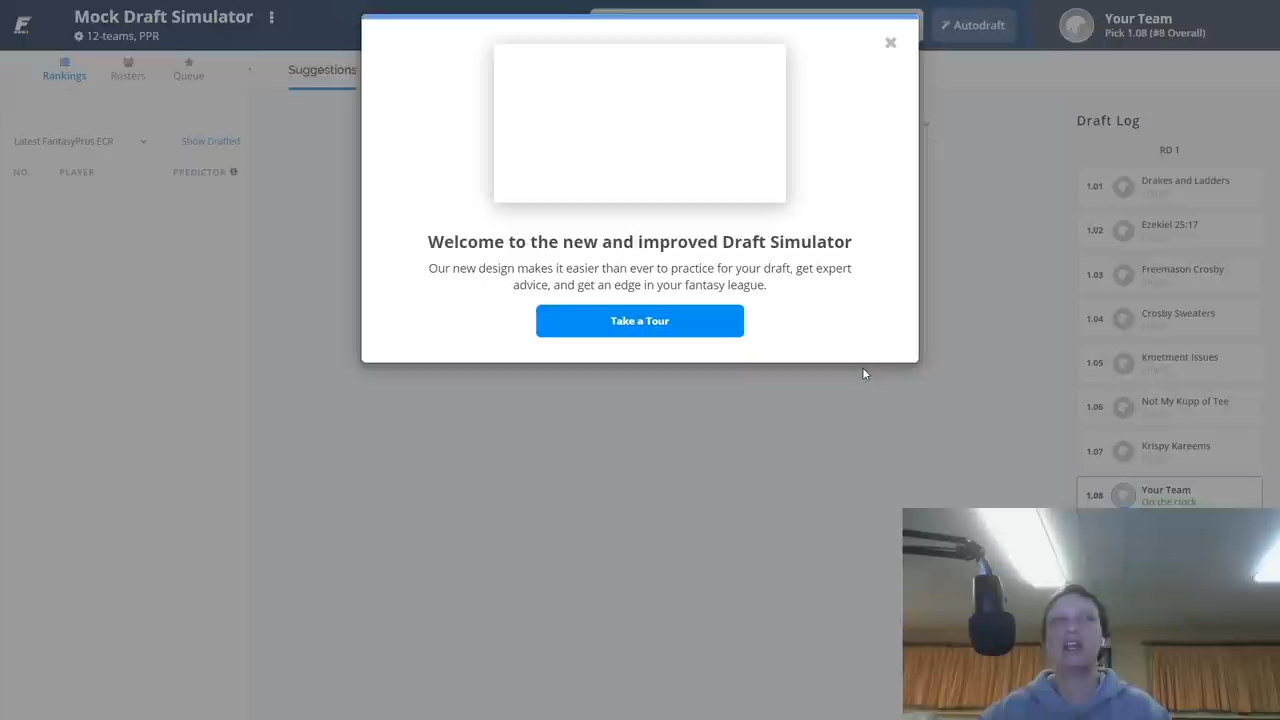 Mock Draft Simulator
12-teams, PPR
Autodraft
Your Team
Pick 1.08 (#8 Overall)
Rankings
Rosters
Queue
Suggestions
Latest FantasyPros ECR
Show Drafted
NO.
PLAYER
PREDICTOR
Welcome to the new and improved Draft Simulator
Our new design makes it easier than ever to practice for your draft, get expert
advice, and get an edge in your fantasy league.
Take a Tour
Draft Log
RD 1
1.01
Drakes and Ladders
1.02
Ezekiel 25:17
1.03
Freemason Crosby
1.04
Crosby Sweaters
1.05
Kmetment Issues
1.06
Not My Kupp of Tee
1.07
Krispy Kareems
1.08
Your Team
On the clock